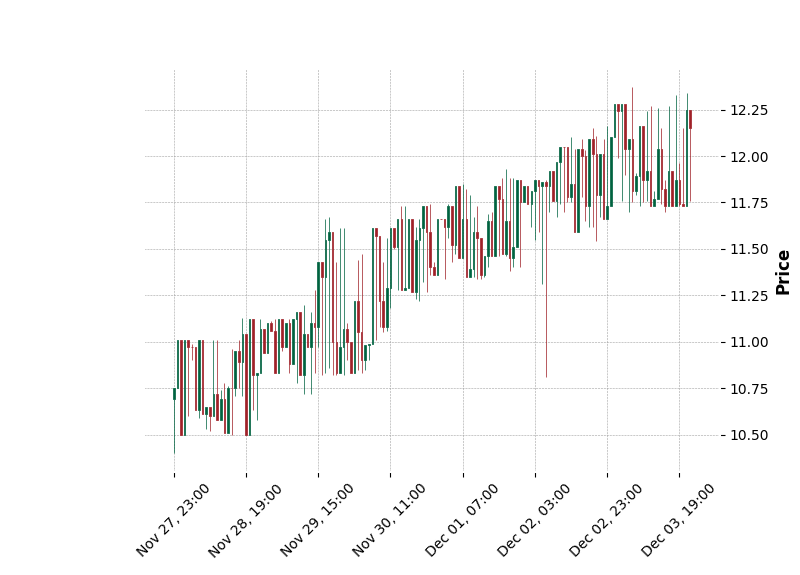 12.25
12.00
11.75
11.50
11.25
11.00
10.75
10.50
Price
Nov 27, 23:00
Nov 28, 19:00
Nov 29, 15:00
Nov 30, 11:00
Dec 01, 07:00
Dec 02, 03:00
Dec 02, 23:00
Dec 03, 19:00